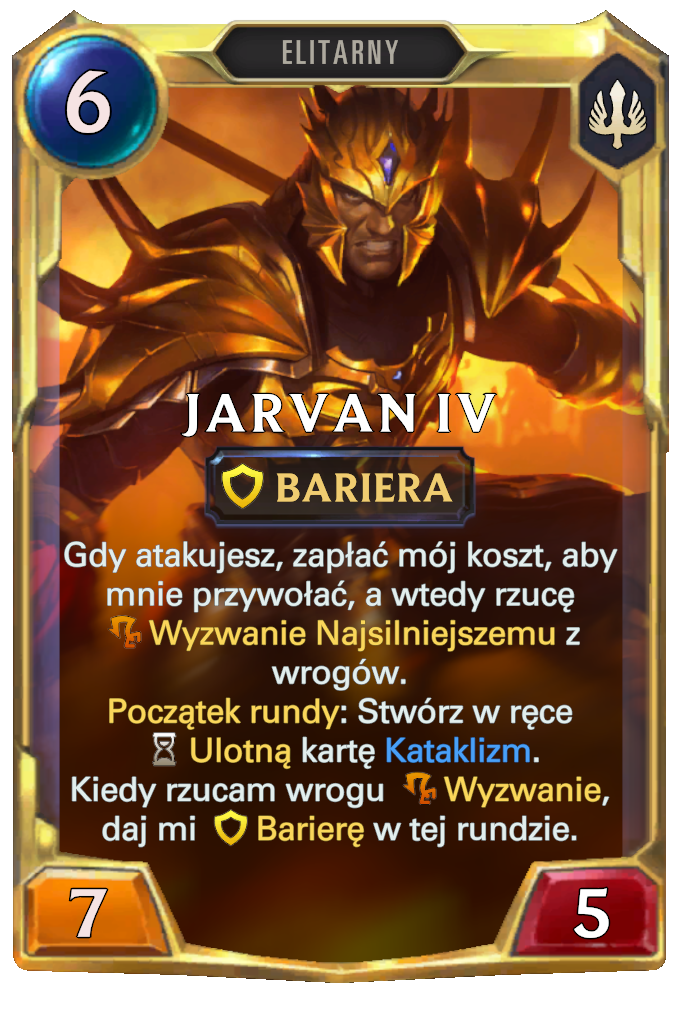 ELITARNY
6
JARVAN IV
BARIERA
Gdy atakujesz, zapłać mój koszt, aby
mnie przywołać, a wtedy rzucę
Wyzwanie Najsilniejszemu z
wrogów.
Początek rundy: Stwórz w ręce
Ulotną kartę Kataklizm.
Kiedy rzucam wrogu Wyzwanie,
daj mi Barierę w tej rundzie.
7
5